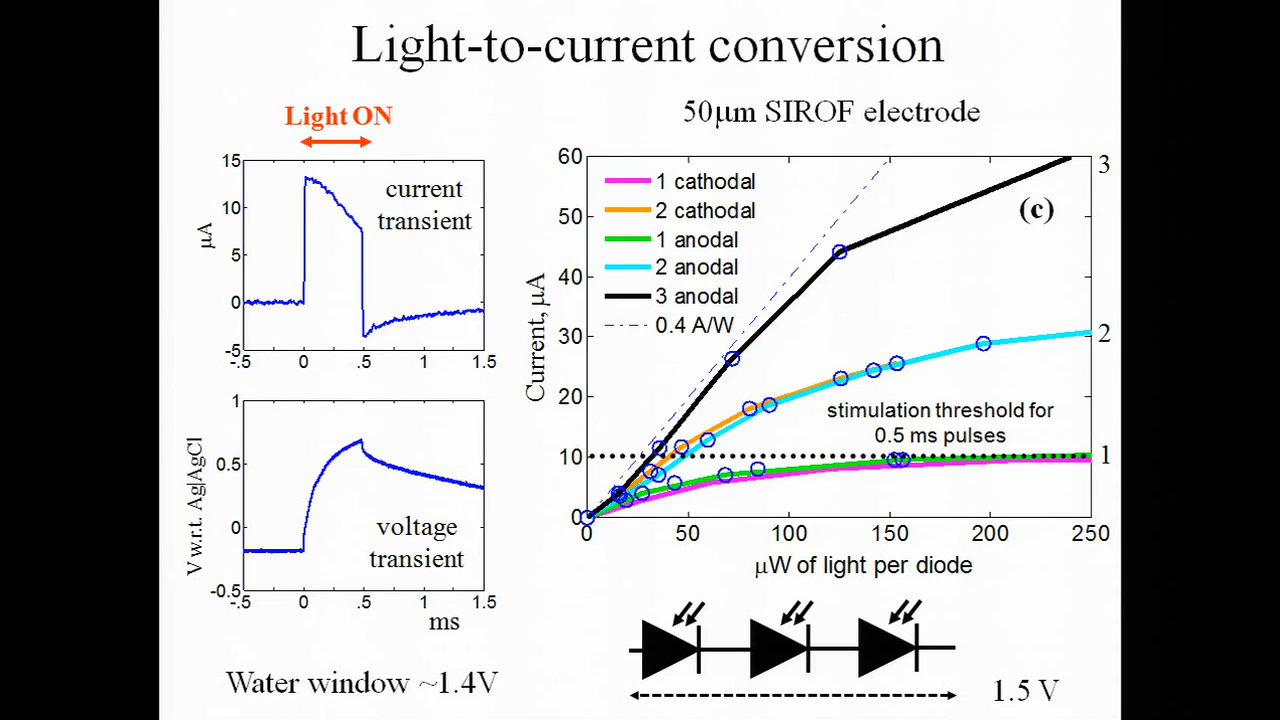 Light-to-current conversion
Light ON
50µm SIROF electrode
15
10
5
0
-5
µA
current
transient
-.5
0
.5
1
1.5
1
0.5
0
-0.5
V w.r.t. Ag|AgCl
voltage
transient
-.5
0
.5
1
1.5
ms
Water window ~1.4V
60
50
40
30
20
10
0
Current, µA
1 cathodal
2 cathodal
1 anodal
2 anodal
3 anodal
0.4 A/W
(c)
3
2
1
stimulation threshold for
0.5 ms pulses
0
50
100
150
200
250
µW of light per diode
1.5 V